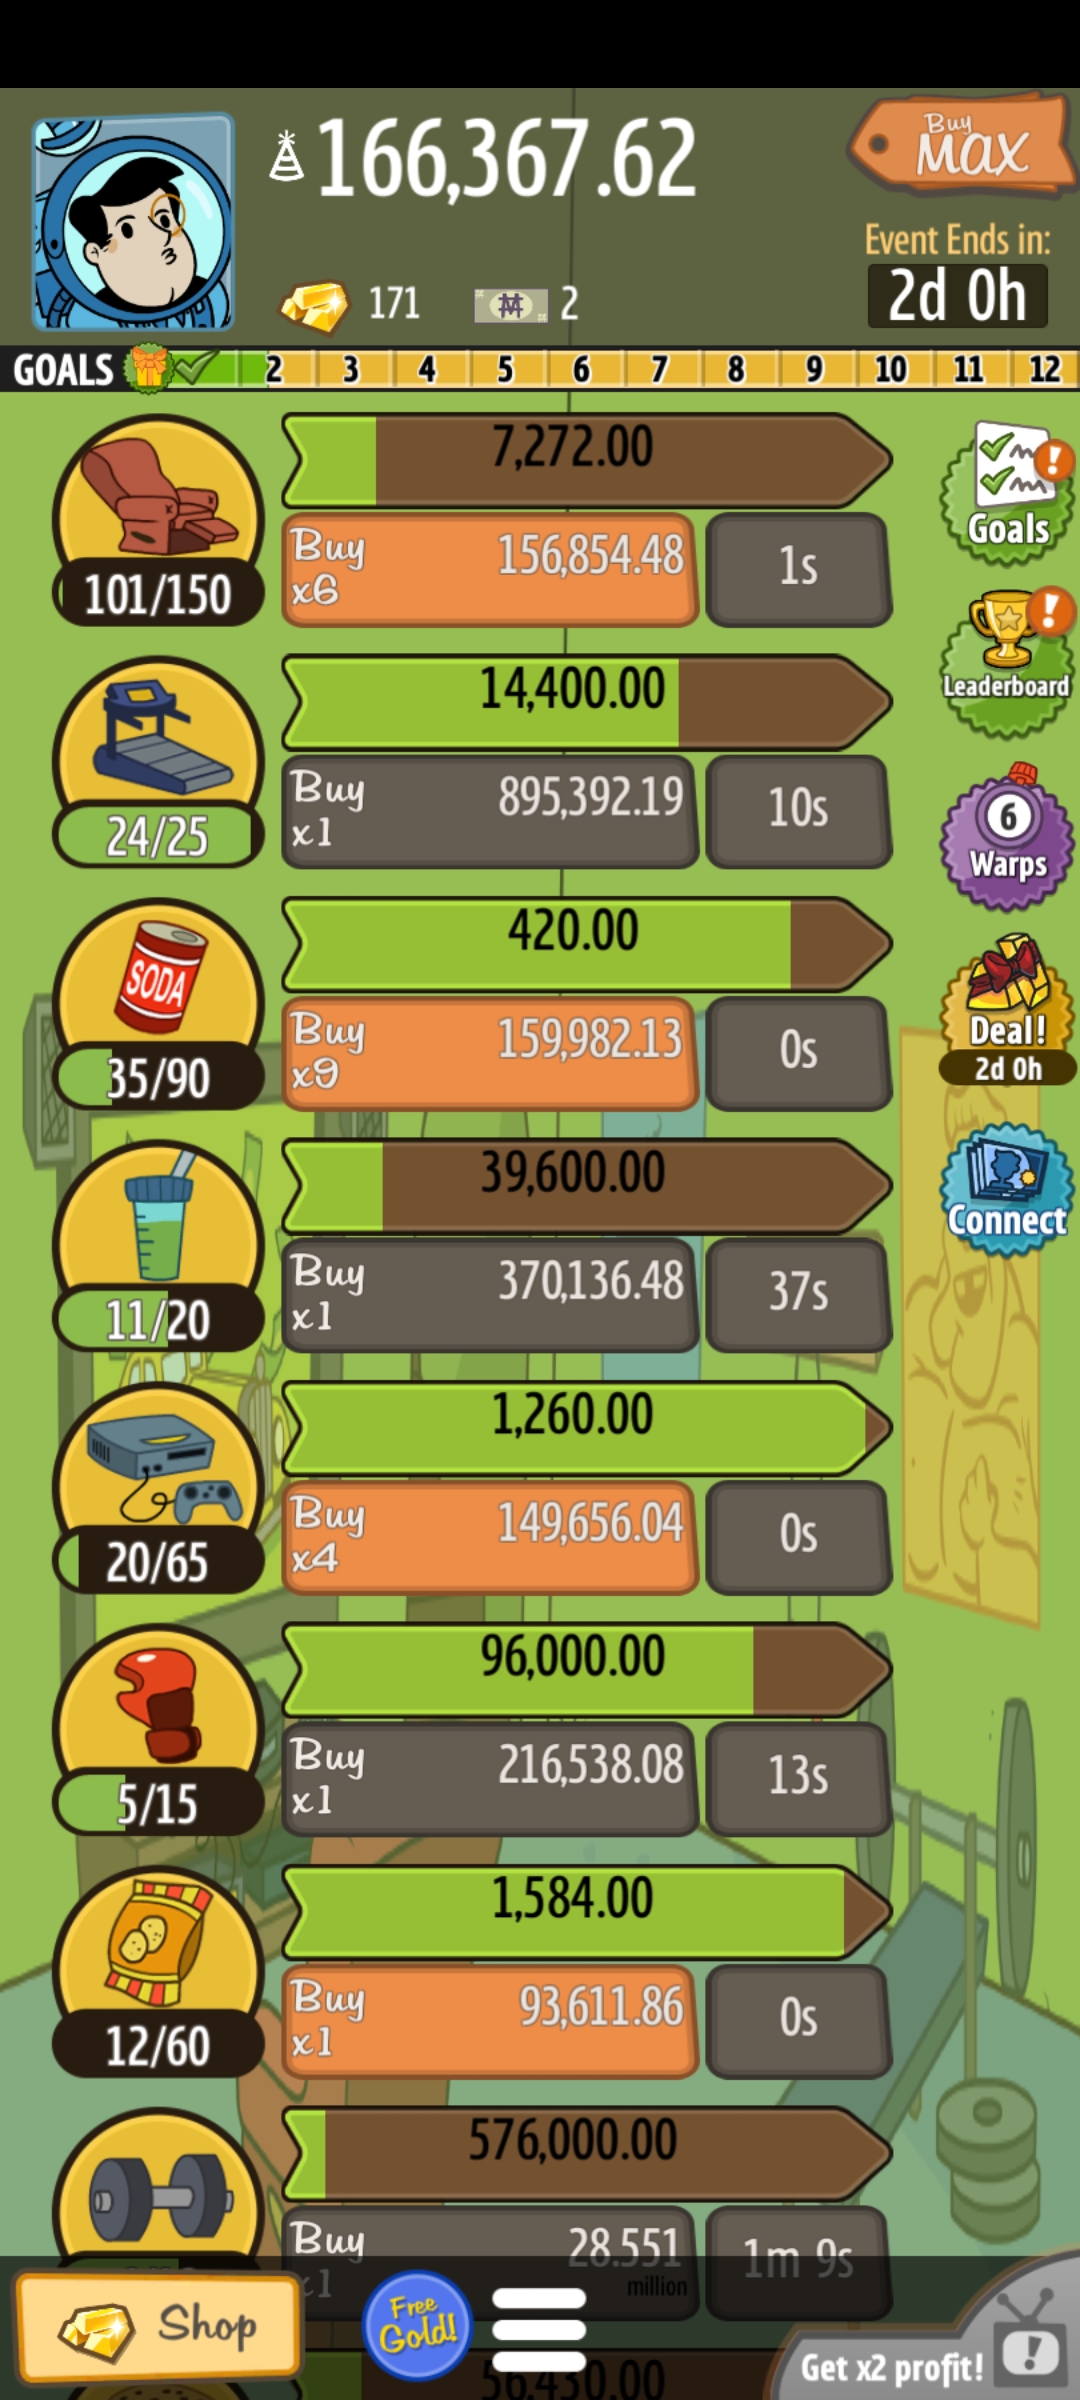 166,367.62
Buy
MAX
Event Ends in:
2d 0h
171
2
GOALS 2 3 4 5 6 7 8 9 10 11 12
7,272.00
Buy
x6
156,854.48
1s
101/150
Goals
14,400.00
Buy
x1
895,392.19
10s
24/25
Leaderboard
420.00
SODA
Buy
x9
159,982.13
0s
35/90
6
Warps
Deal!
2d 0h
39,600.00
Buy
x1
370,136.48
37s
11/20
Connect
1,260.00
Buy
x4
149,656.04
0s
20/65
96,000.00
Buy
x1
216,538.08
13s
5/15
1,584.00
Buy
x1
93,611.86
0s
12/60
576,000.00
Buy
x1
28.551
million
1m 9s
Shop
Free
Gold!
Get x2 profit!
56,430.00